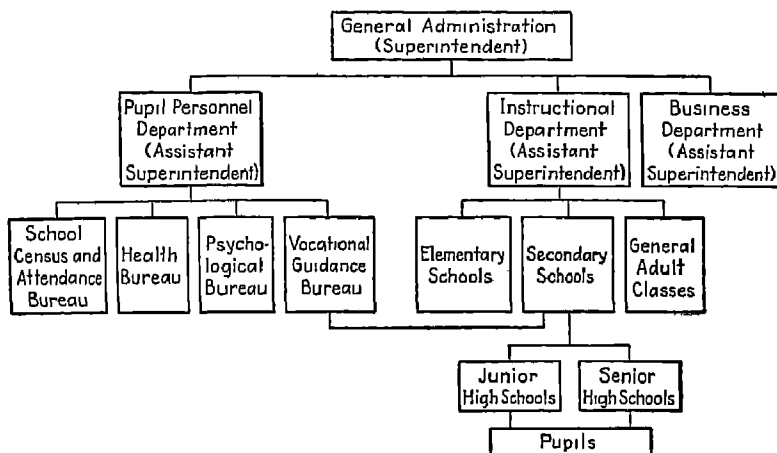 General Administration
(Superintendent)
Pupil Personnel
Department
(Assistant
Superintendent)
Instructional
Department
(Assistant
Superintendent)
Business
Department
(Assistant
Superintendent)
School
Census and
Attendance
Bureau
Health
Bureau
Psycho-
logical
Bureau
Vocational
Guidance
Bureau
Elementary
Schools
Secondary
Schools
General
Adult
Classes
Junior
High Schools
Senior
High Schools
Pupils